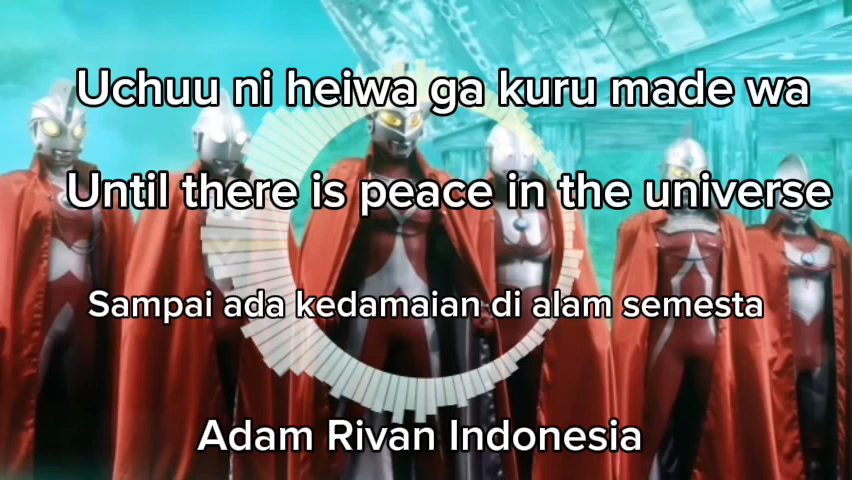 Uchuu ni heiwa ga kuru made wa
Until there is peace in the universe
Sampai ada kedamaian di alam semesta
Adam Rivan Indonesia